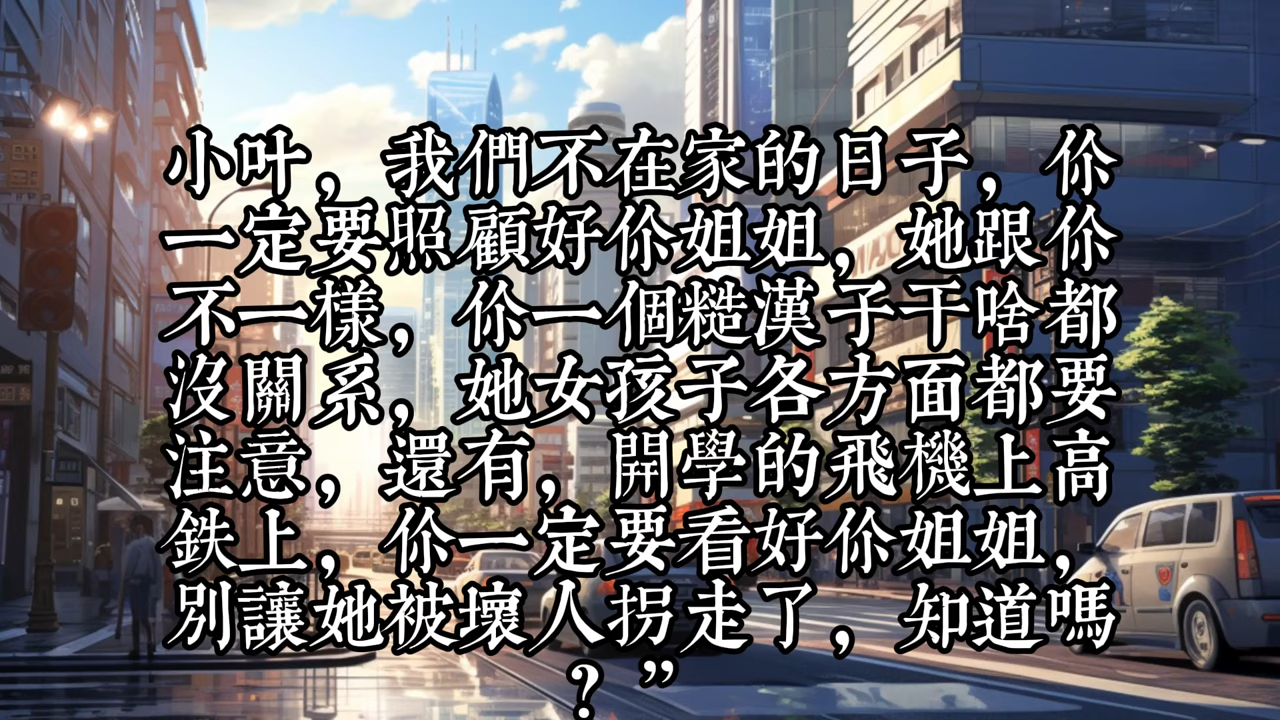 小叶，我們不在家的日子，你
一定要照顧好你姐姐，她跟你
不一樣，你一個糙漢子干啥都
沒關系，她女孩子各方面都要
注意，還有，開學的飛機上高
鉄上，你一定要看好你姐姐，
別讓她被壞人拐走了，知道嗎
？”